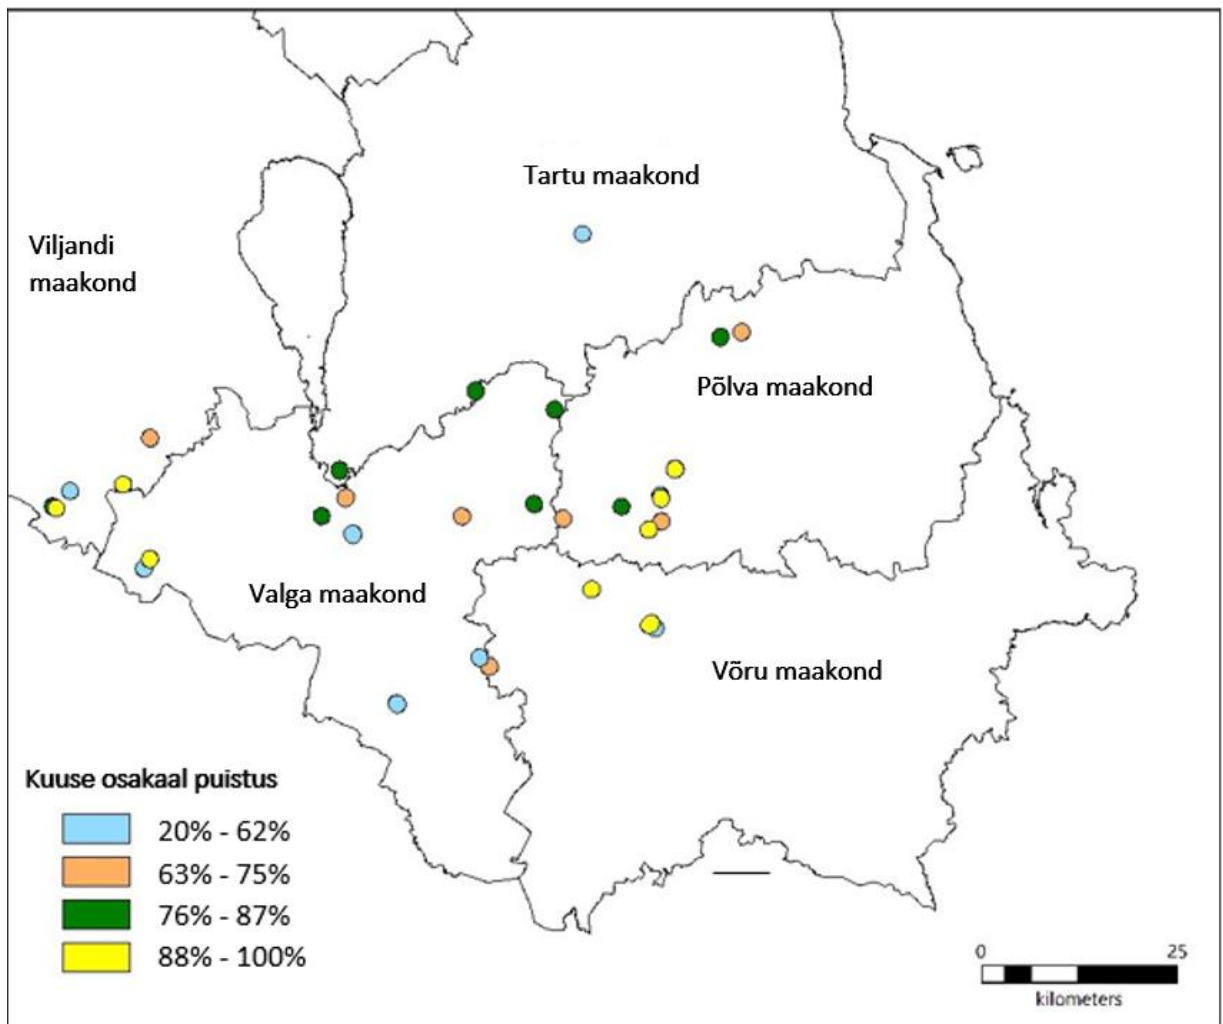 Tartu maakond
Viljandi
maakond
Põlva maakond
Valga maakond
Võru maakond
Kuuse osakaal puistus
20% - 62%
63% - 75%
76% - 87%
88% - 100%
0 25
kilometers